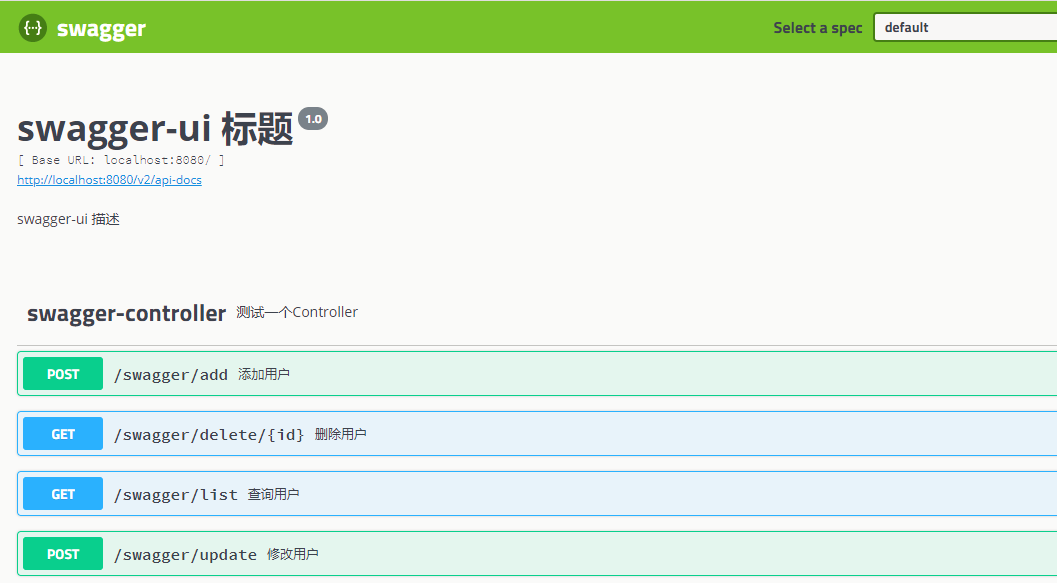 {···} swagger Select a spec default
swagger-ui 标题 1.0
[ Base URL: localhost:8080/ ]
http://localhost:8080/v2/api-docs
swagger-ui 描述
swagger-controller 测试一个Controller
POST /swagger/add 添加用户
GET /swagger/delete/{id} 删除用户
GET /swagger/list 查询用户
POST /swagger/update 修改用户